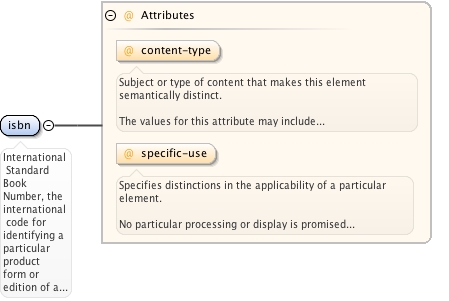 @ Attributes
@ content-type
Subject or type of content that makes this element
semantically distinct.
The values for this attribute may include...
isbn
@ specific-use
International
Standard
Book
Number, the
international
code for
identifying a
particular
product
form or
edition of a...
Specifies distinctions in the applicability of a particular
element.
No particular processing or display is promised...